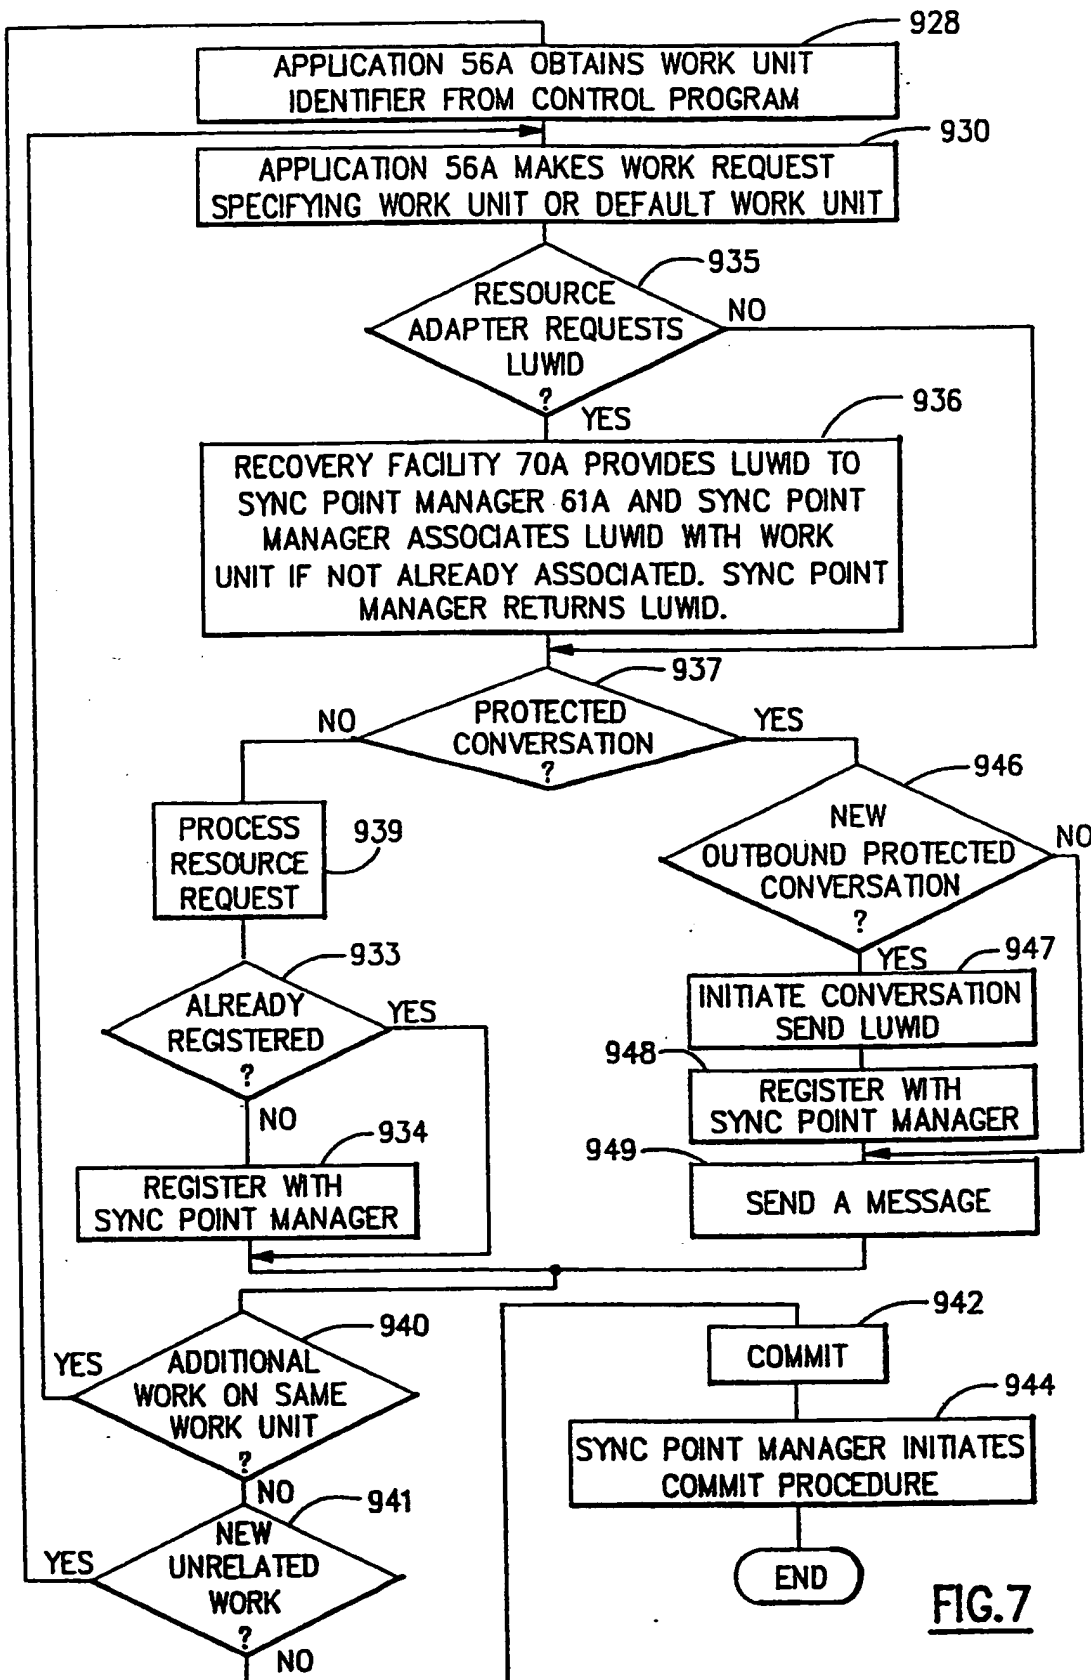 928
APPLICATION 56A OBTAINS WORK UNIT
IDENTIFIER FROM CONTROL PROGRAM
930
APPLICATION 56A MAKES WORK REQUEST
SPECIFYING WORK UNIT OR DEFAULT WORK UNIT
935
RESOURCE
ADAPTER REQUESTS
LUWID
?
NO
YES
936
RECOVERY FACILITY 70A PROVIDES LUWID TO
SYNC POINT MANAGER 61A AND SYNC POINT
MANAGER ASSOCIATES LUWID WITH WORK
UNIT IF NOT ALREADY ASSOCIATED. SYNC POINT
MANAGER RETURNS LUWID.
937
NO
PROTECTED
CONVERSATION
?
YES
PROCESS
RESOURCE
REQUEST
939
933
ALREADY
REGISTERED
?
YES
NO
934
REGISTER WITH
SYNC POINT MANAGER
946
NEW
OUTBOUND PROTECTED
CONVERSATION
?
NO
YES
947
INITIATE CONVERSATION
SEND LUWID
948
REGISTER WITH
SYNC POINT MANAGER
949
SEND A MESSAGE
940
YES
ADDITIONAL
WORK ON SAME
WORK UNIT
?
NO
941
YES
NEW
UNRELATED
WORK
?
NO
942
COMMIT
944
SYNC POINT MANAGER INITIATES
COMMIT PROCEDURE
END
FIG.7